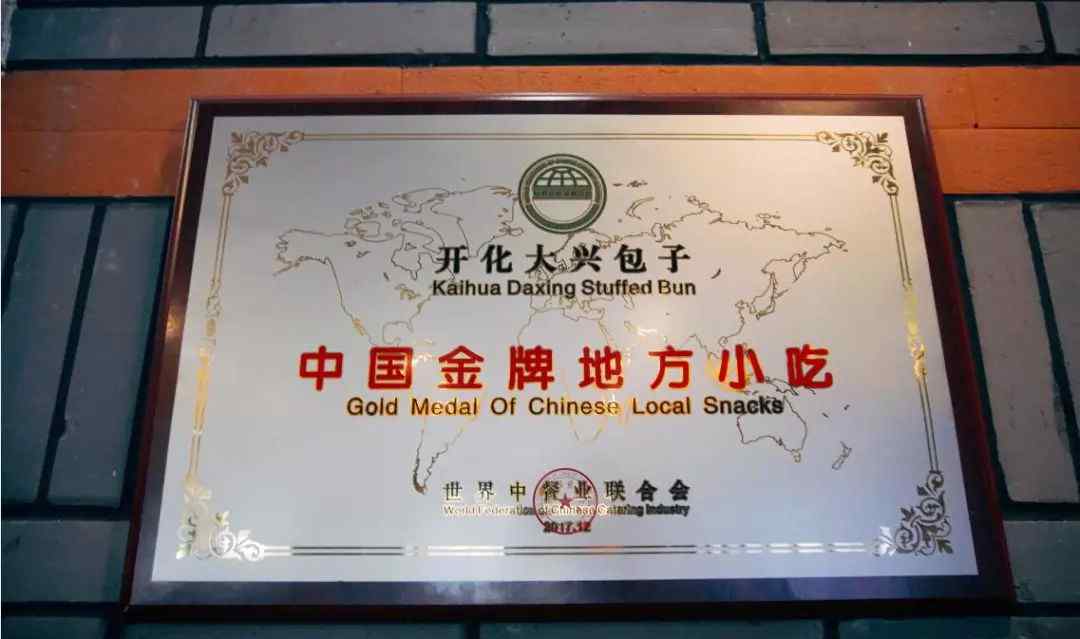 开化大兴包子
Kaihua Daxing Stuffed Bun
中国金牌地方小吃
Gold Medal Of Chinese Local Snacks
世界中餐业联合会
World Federation of Chinese Catering Industry
2017.12